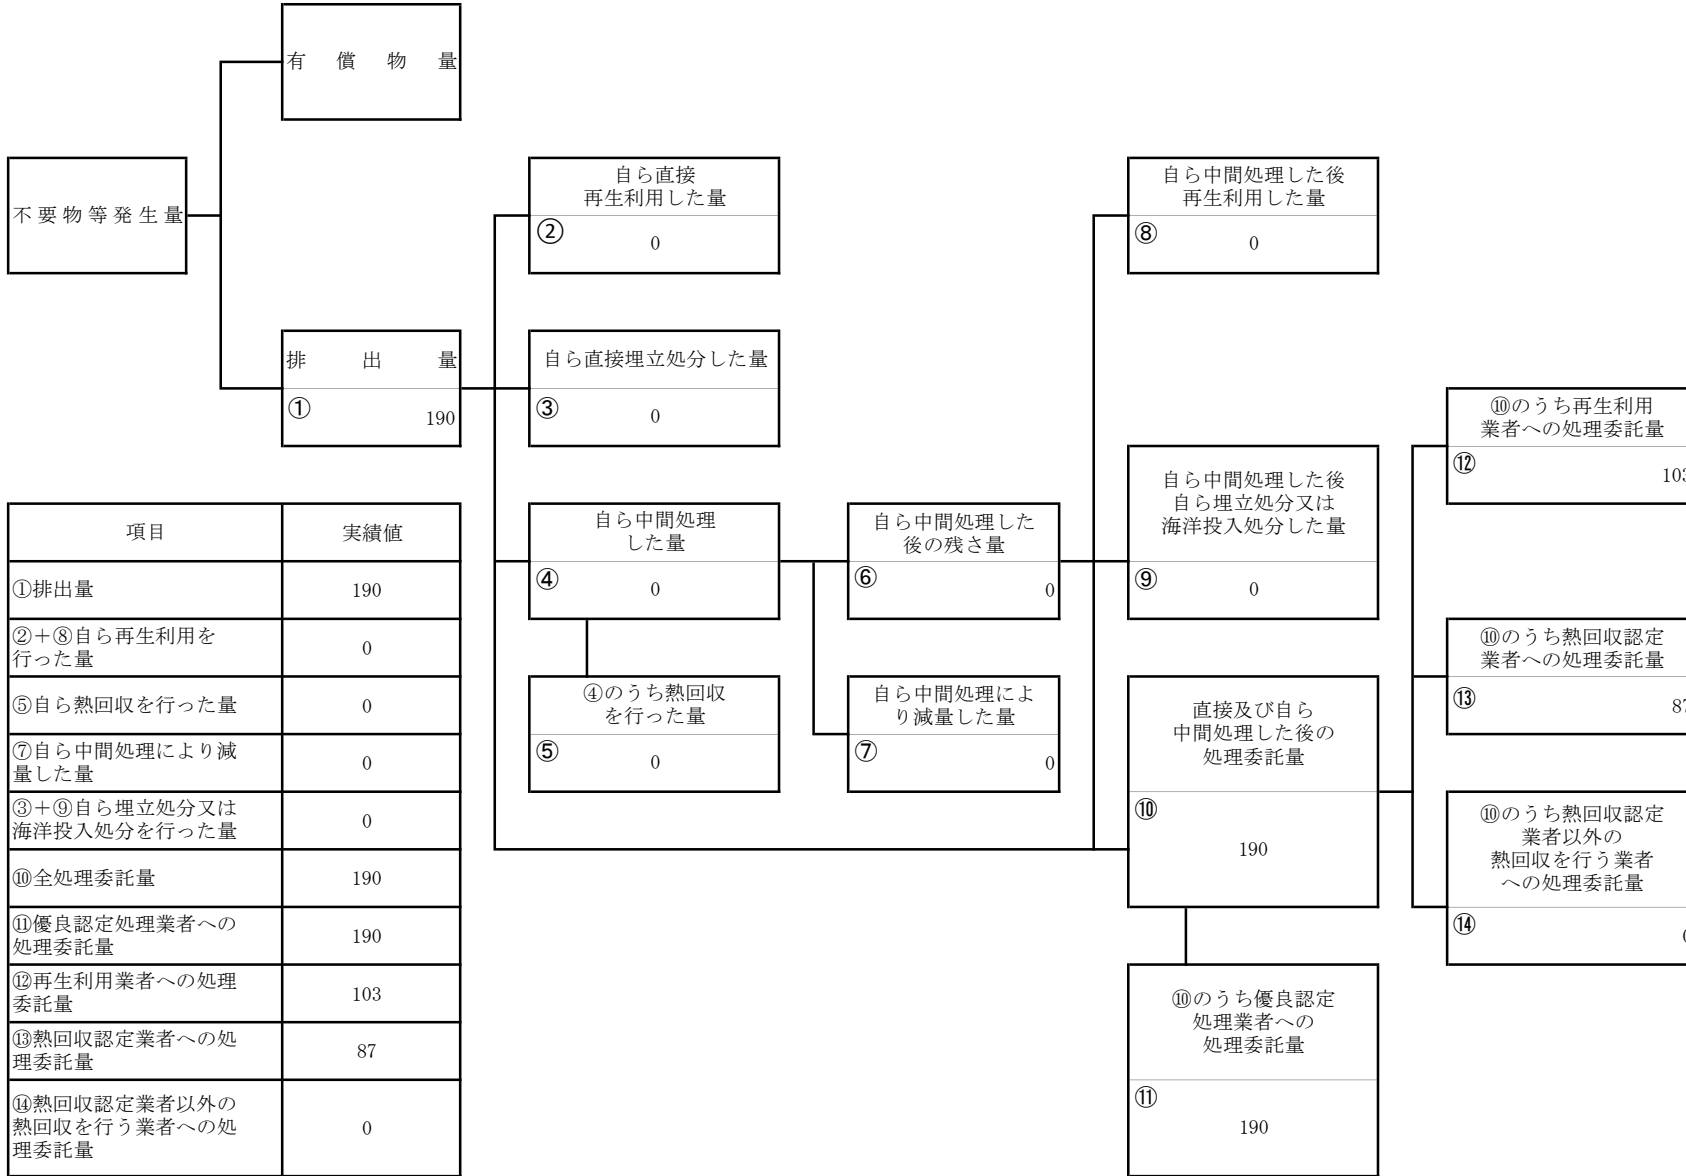 有償物量
不要物等発生量
自ら直接
再生利用した量
②
0
自ら中間処理した後
再生利用した量
⑧
0
排出量
①
190
自ら直接埋立処分した量
③
0
⑩のうち再生利用
業者への処理委託量
⑫
103
自ら中間処理
した量
④
0
自ら中間処理した
後の残さ量
⑥
0
自ら中間処理した後
自ら埋立処分又は
海洋投入処分した量
⑨
0
④のうち熱回収
を行った量
⑤
0
自ら中間処理によ
り減量した量
⑦
0
直接及び自ら
中間処理した後の
処理委託量
⑩
190
⑩のうち熱回収認定
業者への処理委託量
⑬
87
⑩のうち熱回収認定
業者以外の
熱回収を行う業者
への処理委託量
⑭
0
⑩のうち優良認定
処理業者への
処理委託量
⑪
190
項目 実績値
①排出量 190
②＋⑧自ら再生利用を
行った量 0
⑤自ら熱回収を行った量 0
⑦自ら中間処理により減
量した量 0
③＋⑨自ら埋立処分又は
海洋投入処分を行った量 0
⑩全処理委託量 190
⑪優良認定処理業者への
処理委託量 190
⑫再生利用業者への処理
委託量 103
⑬熱回収認定業者への処
理委託量 87
⑭熱回収認定業者以外の
熱回収を行う業者への処
理委託量 0